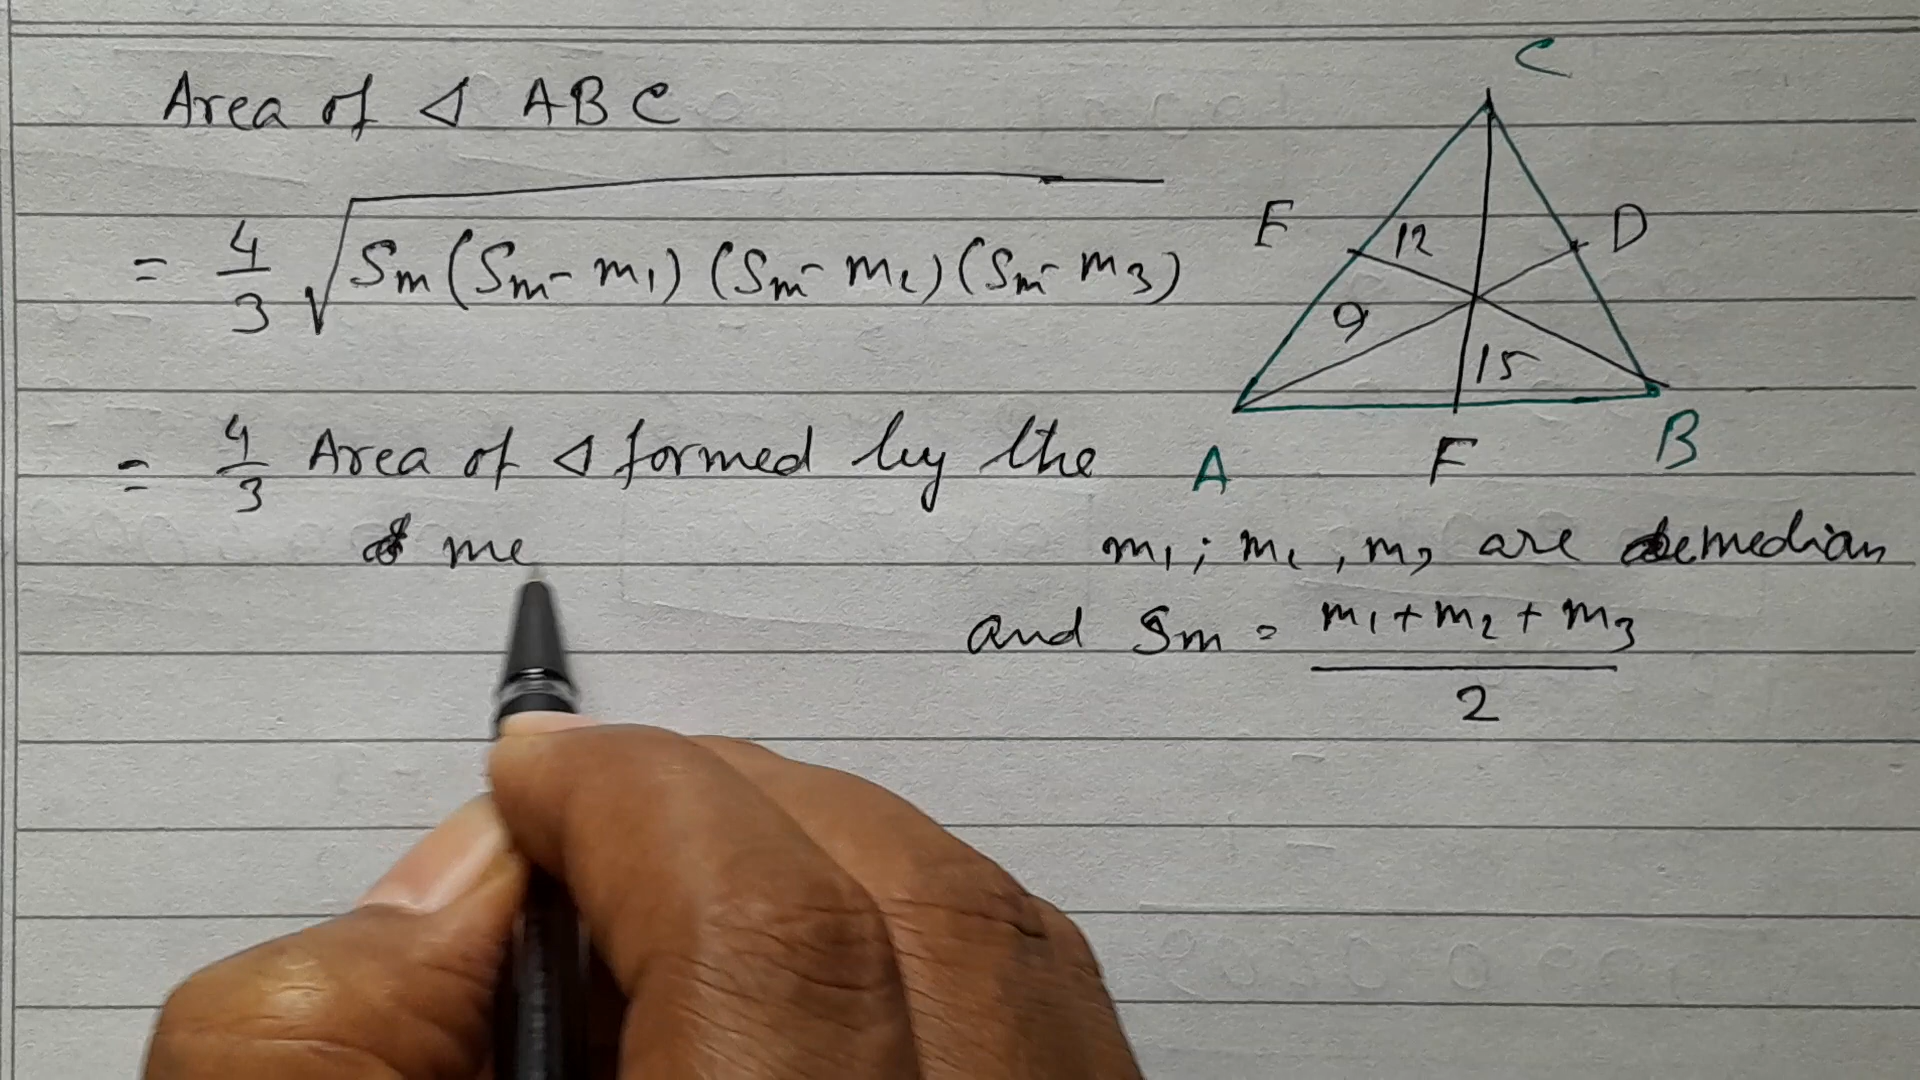 Area of Δ ABC
= 4/3 √(Sm (Sm - m1) (Sm - m2) (Sm - m3))
= 4/3 Area of Δ formed by the
me
C
E
D
12
9
15
A
F
B
m1, m2, m3 are median
and Sm = (m1 + m2 + m3)/2